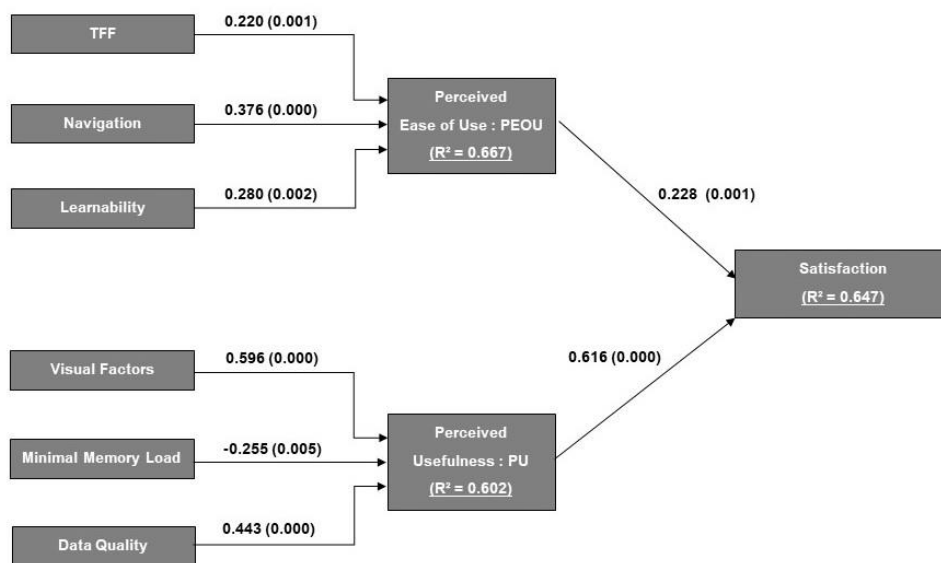 TFF
0.220 (0.001)
Navigation
0.376 (0.000)
Learnability
0.280 (0.002)
Perceived
Ease of Use : PEOU
(R² = 0.667)
0.228 (0.001)
Satisfaction
(R² = 0.647)
Visual Factors
0.596 (0.000)
Minimal Memory Load
-0.255 (0.005)
Data Quality
0.443 (0.000)
Perceived
Usefulness : PU
(R² = 0.602)
0.616 (0.000)